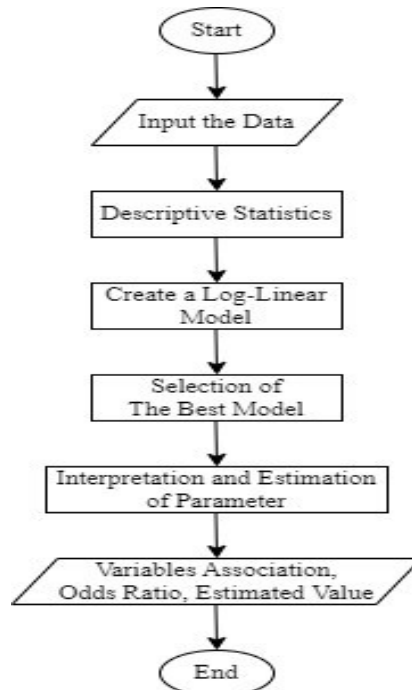 Start
Input the Data
Descriptive Statistics
Create a Log-Linear
Model
Selection of
The Best Model
Interpretation and Estimation
of Parameter
Variables Association,
Odds Ratio, Estimated Value
End